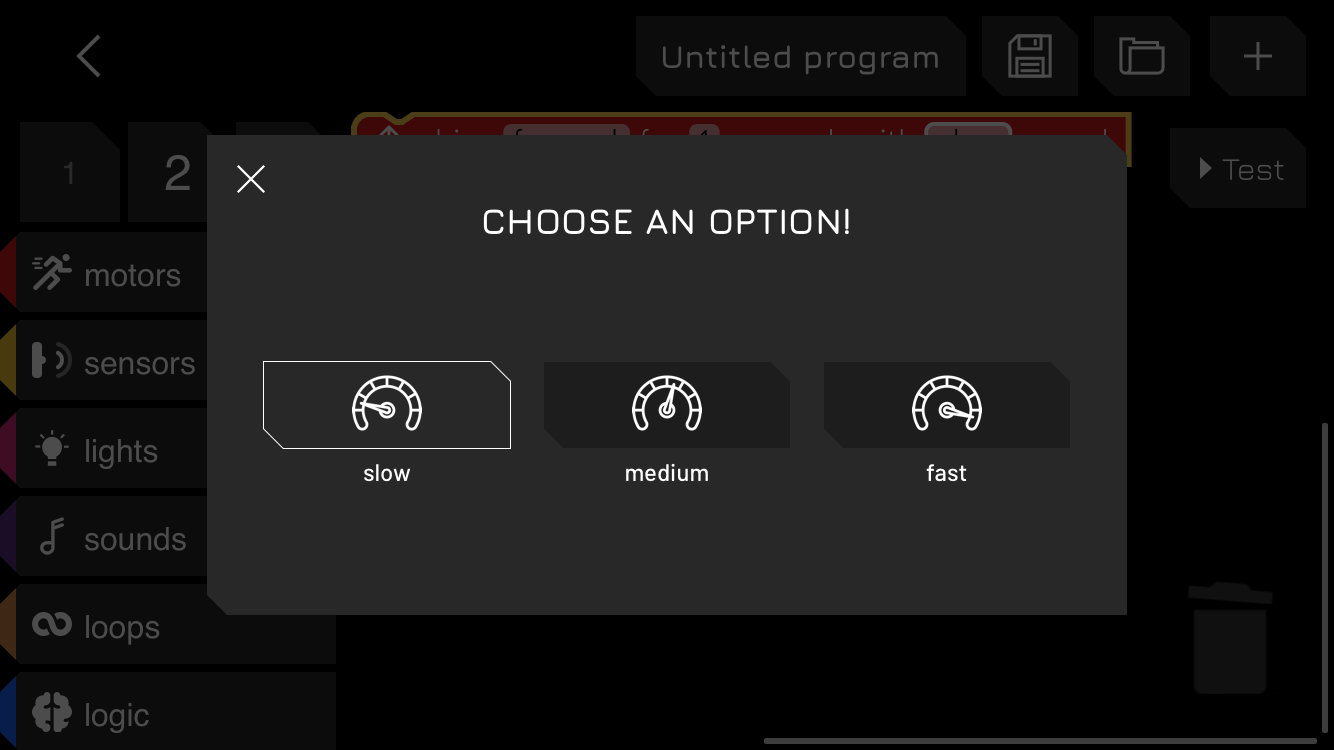 Untitled program
1
2
Test
CHOOSE AN OPTION!
motors
sensors
lights
sounds
loops
logic
slow
medium
fast